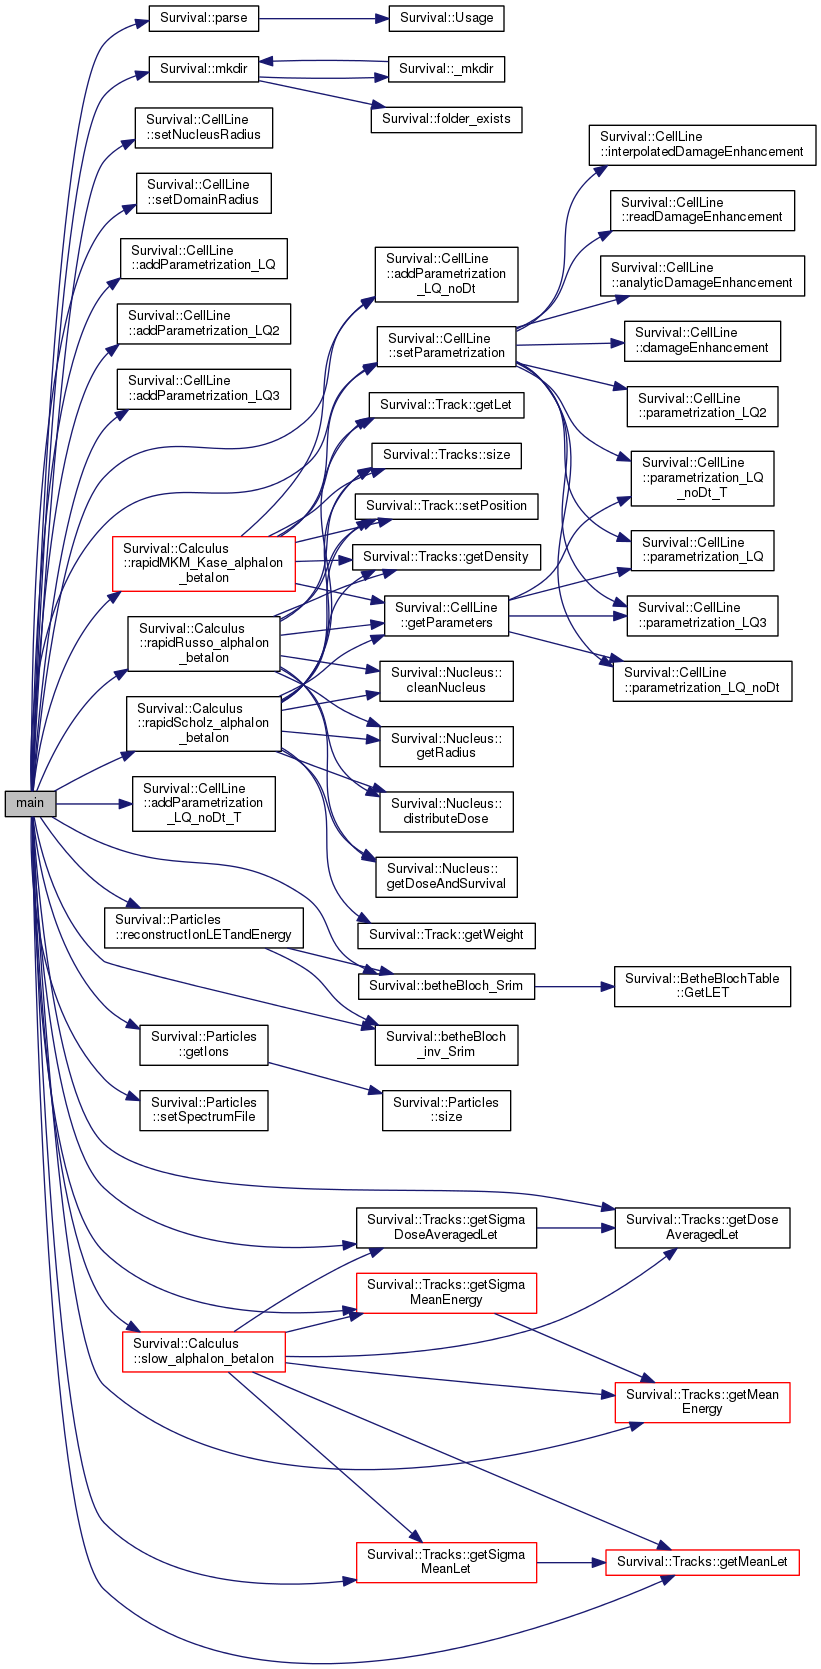 main
Survival::parse
Survival::Usage
Survival::mkdir
Survival::_mkdir
Survival::folder_exists
Survival::CellLine
::setNucleusRadius
Survival::CellLine
::setDomainRadius
Survival::CellLine
::addParametrization_LQ
Survival::CellLine
::addParametrization_LQ2
Survival::CellLine
::addParametrization_LQ3
Survival::Calculus
::rapidMKM_Kase_alphaIon
_betaIon
Survival::Calculus
::rapidRusso_alphaIon
_betaIon
Survival::Calculus
::rapidScholz_alphaIon
_betaIon
Survival::CellLine
::addParametrization
_LQ_noDt_T
Survival::Particles
::reconstructIonLETandEnergy
Survival::Particles
::getIons
Survival::Particles
::setSpectrumFile
Survival::Calculus
::slow_alphaIon_betaIon
Survival::CellLine
::addParametrization
_LQ_noDt
Survival::CellLine
::setParametrization
Survival::Track::getLet
Survival::Tracks::size
Survival::Track::setPosition
Survival::Tracks::getDensity
Survival::CellLine
::getParameters
Survival::Nucleus::
cleanNucleus
Survival::Nucleus::
getRadius
Survival::Nucleus::
distributeDose
Survival::Nucleus::
getDoseAndSurvival
Survival::Track::getWeight
Survival::betheBloch_Srim
Survival::betheBloch
_inv_Srim
Survival::Particles
::size
Survival::Tracks::getSigma
DoseAveragedLet
Survival::Tracks::getSigma
MeanEnergy
Survival::Tracks::getSigma
MeanLet
Survival::CellLine
::interpolatedDamageEnhancement
Survival::CellLine
::readDamageEnhancement
Survival::CellLine
::analyticDamageEnhancement
Survival::CellLine
::damageEnhancement
Survival::CellLine
::parametrization_LQ2
Survival::CellLine
::parametrization_LQ
_noDt_T
Survival::CellLine
::parametrization_LQ
Survival::CellLine
::parametrization_LQ3
Survival::CellLine
::parametrization_LQ_noDt
Survival::BetheBlochTable
::GetLET
Survival::Tracks::getDose
AveragedLet
Survival::Tracks::getMean
Energy
Survival::Tracks::getMeanLet